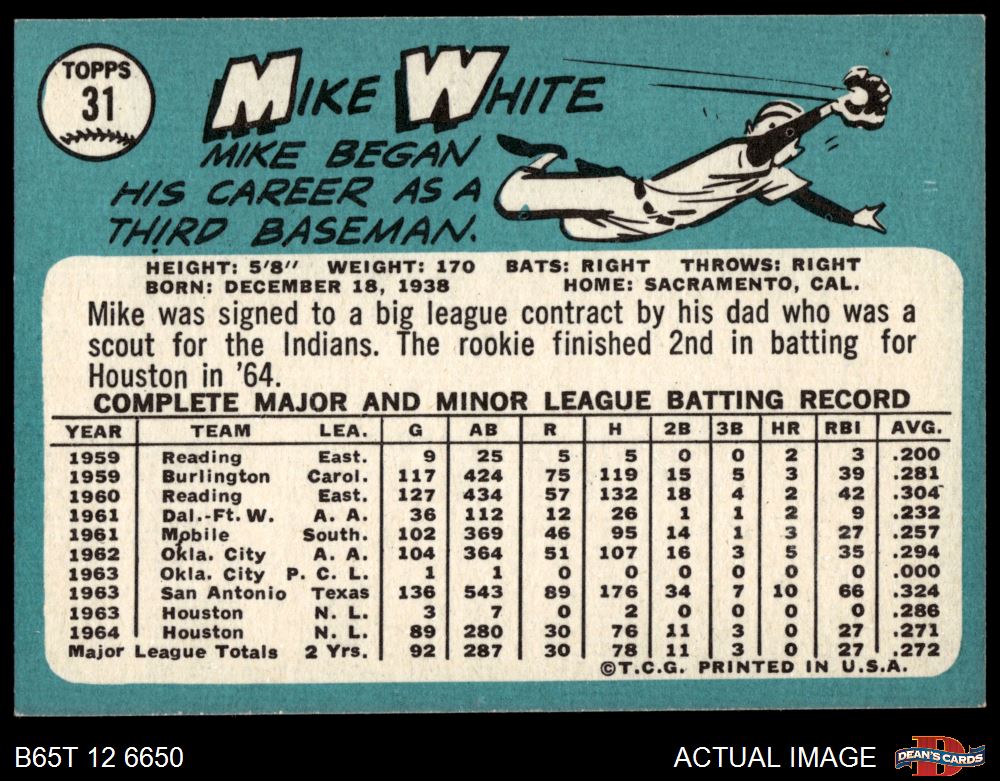 TOPPS
31
MIKE WHITE
MIKE BEGAN
HIS CAREER AS A
THIRD BASEMAN.
HEIGHT: 5'8" WEIGHT: 170 BATS: RIGHT THROWS: RIGHT
BORN: DECEMBER 18, 1938 HOME: SACRAMENTO, CAL.
Mike was signed to a big league contract by his dad who was a
scout for the Indians. The rookie finished 2nd in batting for
Houston in '64.
COMPLETE MAJOR AND MINOR LEAGUE BATTING RECORD
YEAR TEAM LEA. G AB R H 2B 3B HR RBI AVG.
1959 Reading East. 9 25 5 5 0 0 2 3 .200
1959 Burlington Carol. 117 424 75 119 15 5 3 39 .281
1960 Reading East. 127 434 57 132 18 4 2 42 .304
1961 Dal.-Ft. W. A. A. 36 112 12 26 1 1 2 9 .232
1961 Mobile South. 102 369 46 95 14 1 3 27 .257
1962 Okla. City A. A. 104 364 51 107 16 3 5 35 .294
1963 Okla. City P. C. L. 1 1 0 0 0 0 0 0 .000
1963 San Antonio Texas 136 543 89 176 34 7 10 66 .324
1963 Houston N. L. 3 7 0 2 0 0 0 0 .286
1964 Houston N. L. 89 280 30 76 11 3 0 27 .271
Major League Totals 2 Yrs. 92 287 30 78 11 3 0 27 .272
©T.C.G. PRINTED IN U.S.A.
B65T 12 6650 ACTUAL IMAGE
DEAN'S CARDS